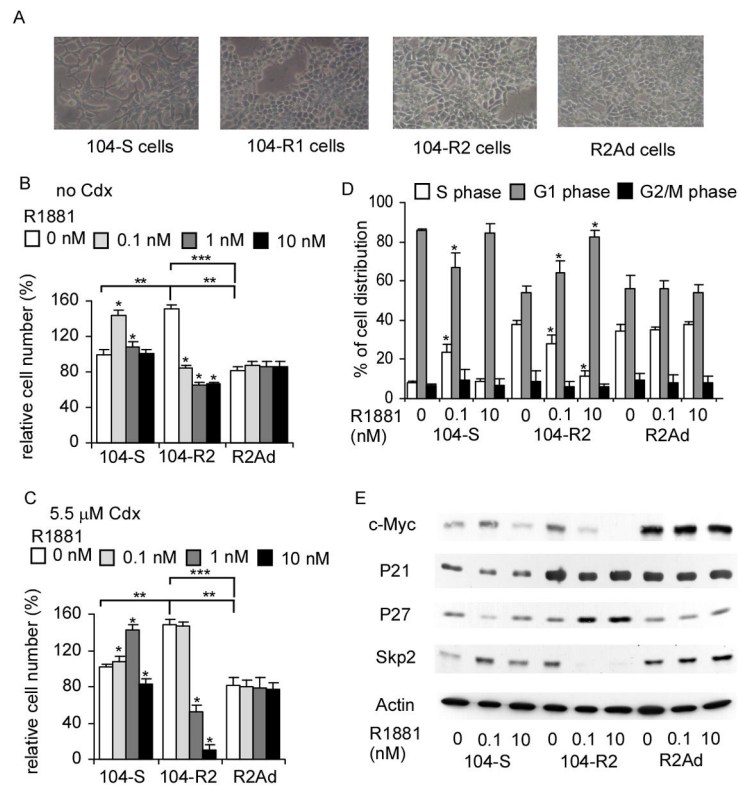 A
104-S cells
104-R1 cells
104-R2 cells
R2Ad cells
B
no Cdx
R1881
0 nM 0.1 nM 1 nM 10 nM
***
** **
relative cell number (%)
160
120
80
40
0
* * * * *
104-S 104-R2 R2Ad
C
5.5 µM Cdx
R1881
0 nM 0.1 nM 1 nM 10 nM
***
** **
relative cell number (%)
160
120
80
40
0
* * * * *
104-S 104-R2 R2Ad
D
S phase G1 phase G2/M phase
% of cell distribution
100
80
60
40
20
0
* * * * * *
R1881 0 0.1 10 0 0.1 10 0 0.1 10
(nM)
104-S 104-R2 R2Ad
E
c-Myc
P21
P27
Skp2
Actin
R1881 0 0.1 10 0 0.1 10 0 0.1 10
(nM)
104-S 104-R2 R2Ad